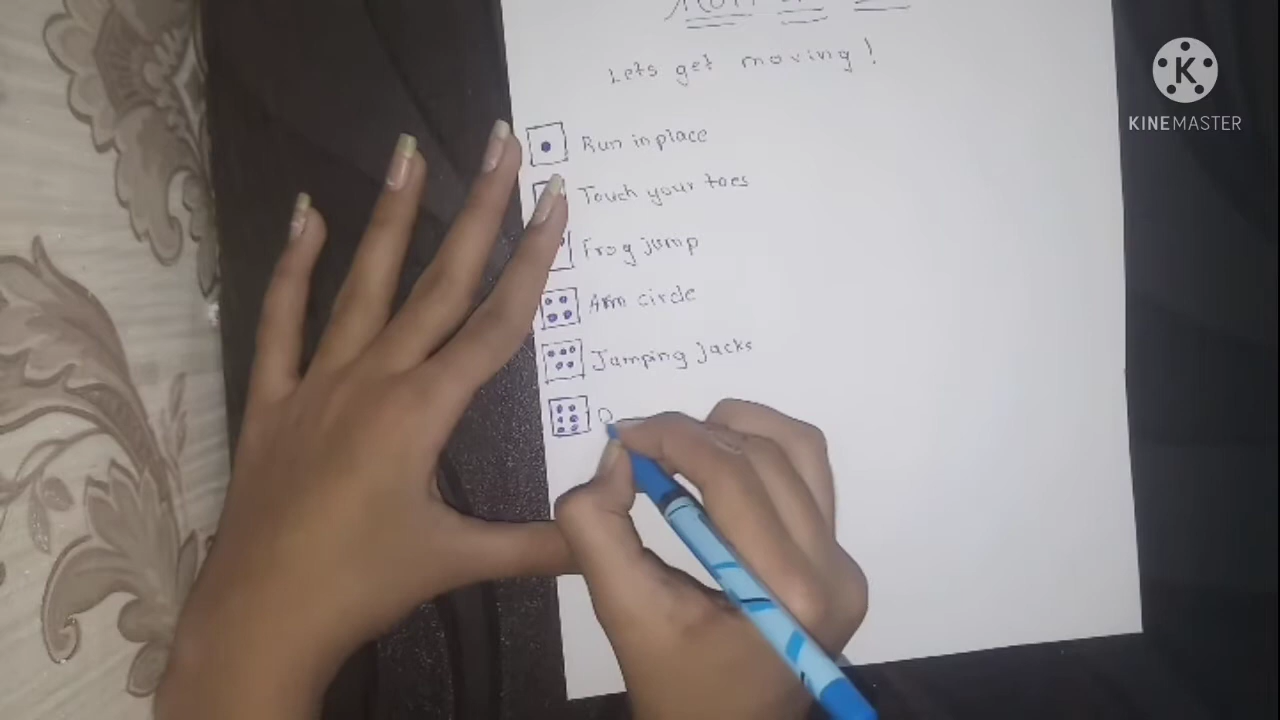 Lets get moving!
Run in place
Touch your toes
Frog jump
Arm circle
Jumping Jacks
KINEMASTER